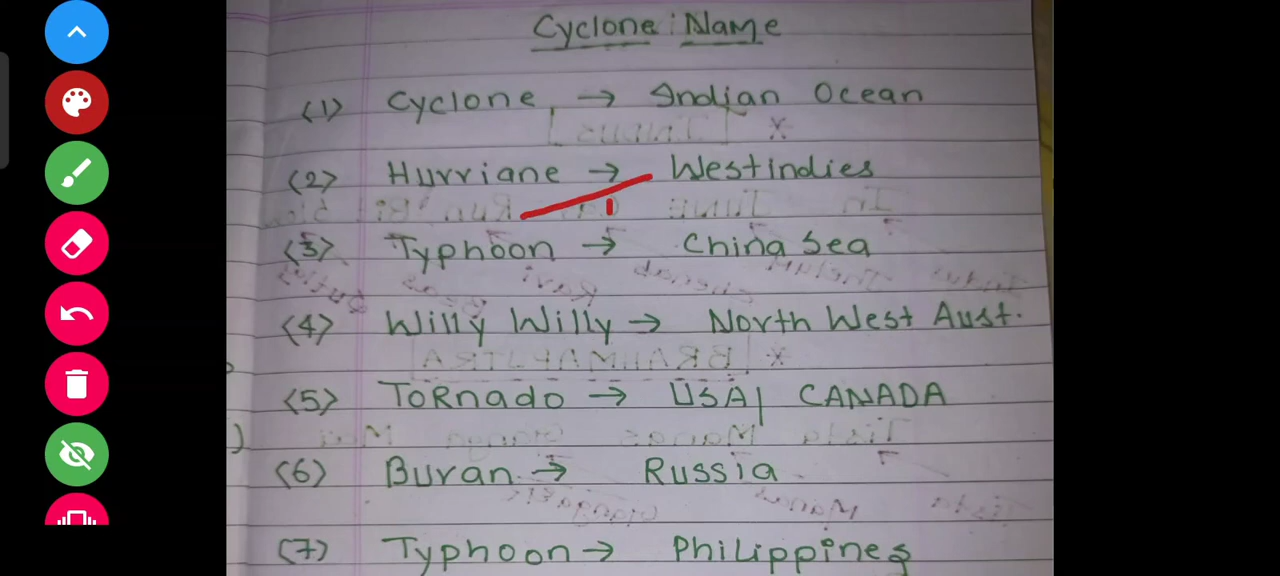 Cyclone Name
(1) Cyclone → Indian Ocean
(2) Hurriane → Westindies
(3) Typhoon → China Sea
(4) Willy Willy → North West Aust.
(5) ToRnado → USA| CANADA
(6) Buran → Russia
(7) Typhoon → Philippines